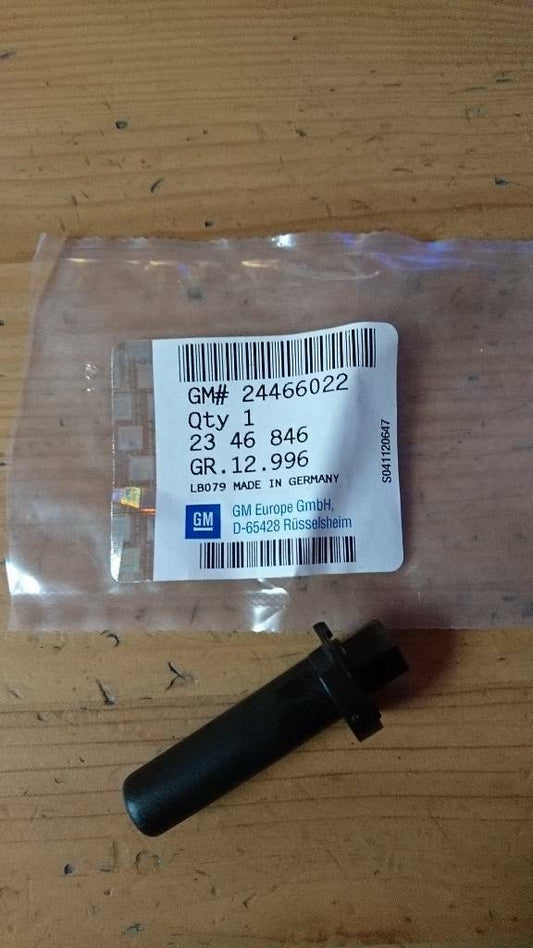 GM# 24466022
Qty 1
23 46 846
GR.12.996
LB079 MADE IN GERMANY
S041120647
GM
GM Europe GmbH,
D-65428 Rüsselsheim